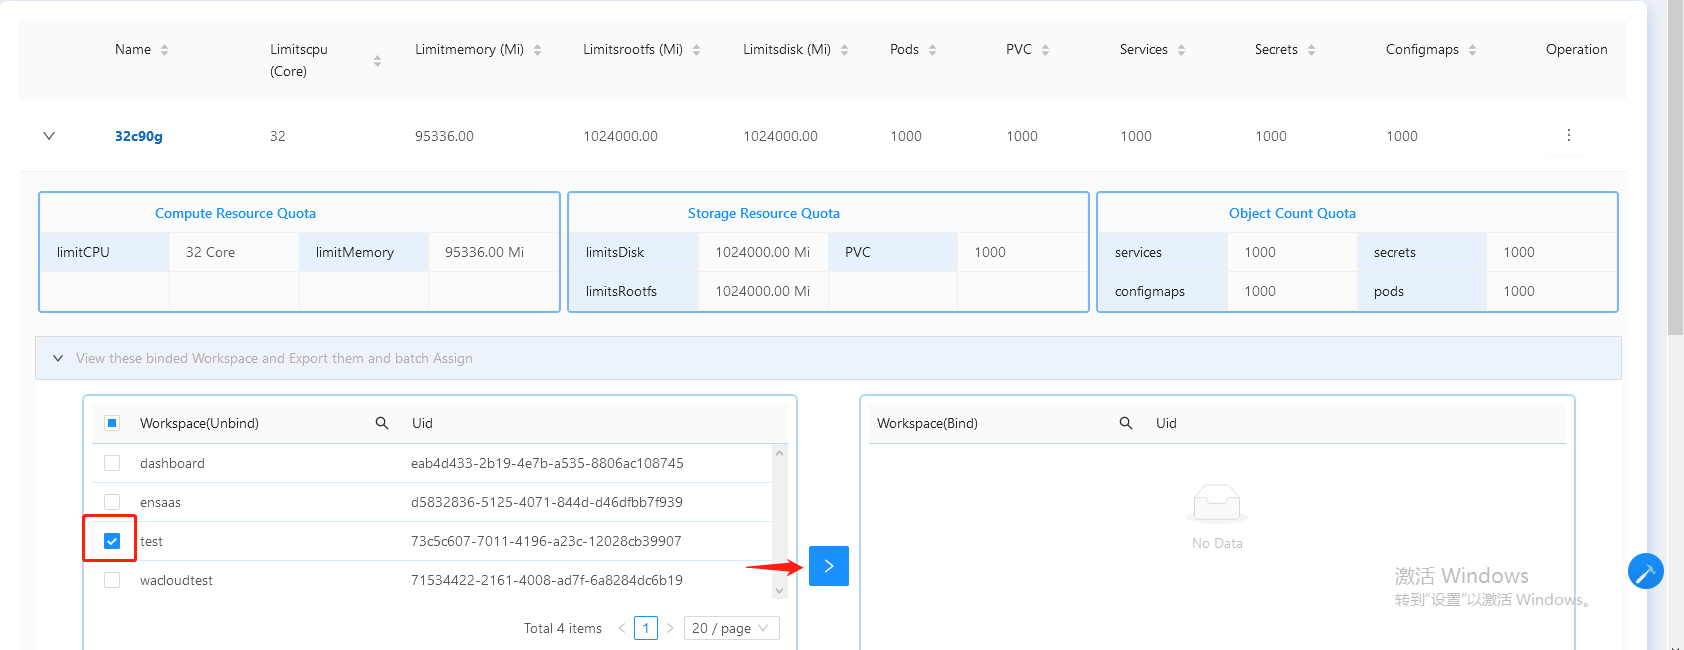 Name Limitscpu (Core) Limitmemory (Mi) Limitsrootfs (Mi) Limitsdisk (Mi) Pods PVC Services Secrets Configmaps Operation
32c90g 32 95336.00 1024000.00 1024000.00 1000 1000 1000 1000 1000
Compute Resource Quota Storage Resource Quota Object Count Quota
limitCPU 32 Core limitMemory 95336.00 Mi limitsDisk 1024000.00 Mi PVC 1000 services 1000 secrets 1000
limitsRootfs 1024000.00 Mi configmaps 1000 pods 1000
View these binded Workspace and Export them and batch Assign
Workspace(Unbind) Uid Workspace(Bind) Uid
dashboard eab4d433-2b19-4e7b-a535-8806ac108745
ensaas d5832836-5125-4071-844d-d46dfbb7f939
test 73c5c607-7011-4196-a23c-12028cb39907
No Data
wacloudtest 71534422-2161-4008-ad7f-6a8284dc6b19
激活 Windows
转到“设置”以激活 Windows。
Total 4 items < 1 > 20 / page